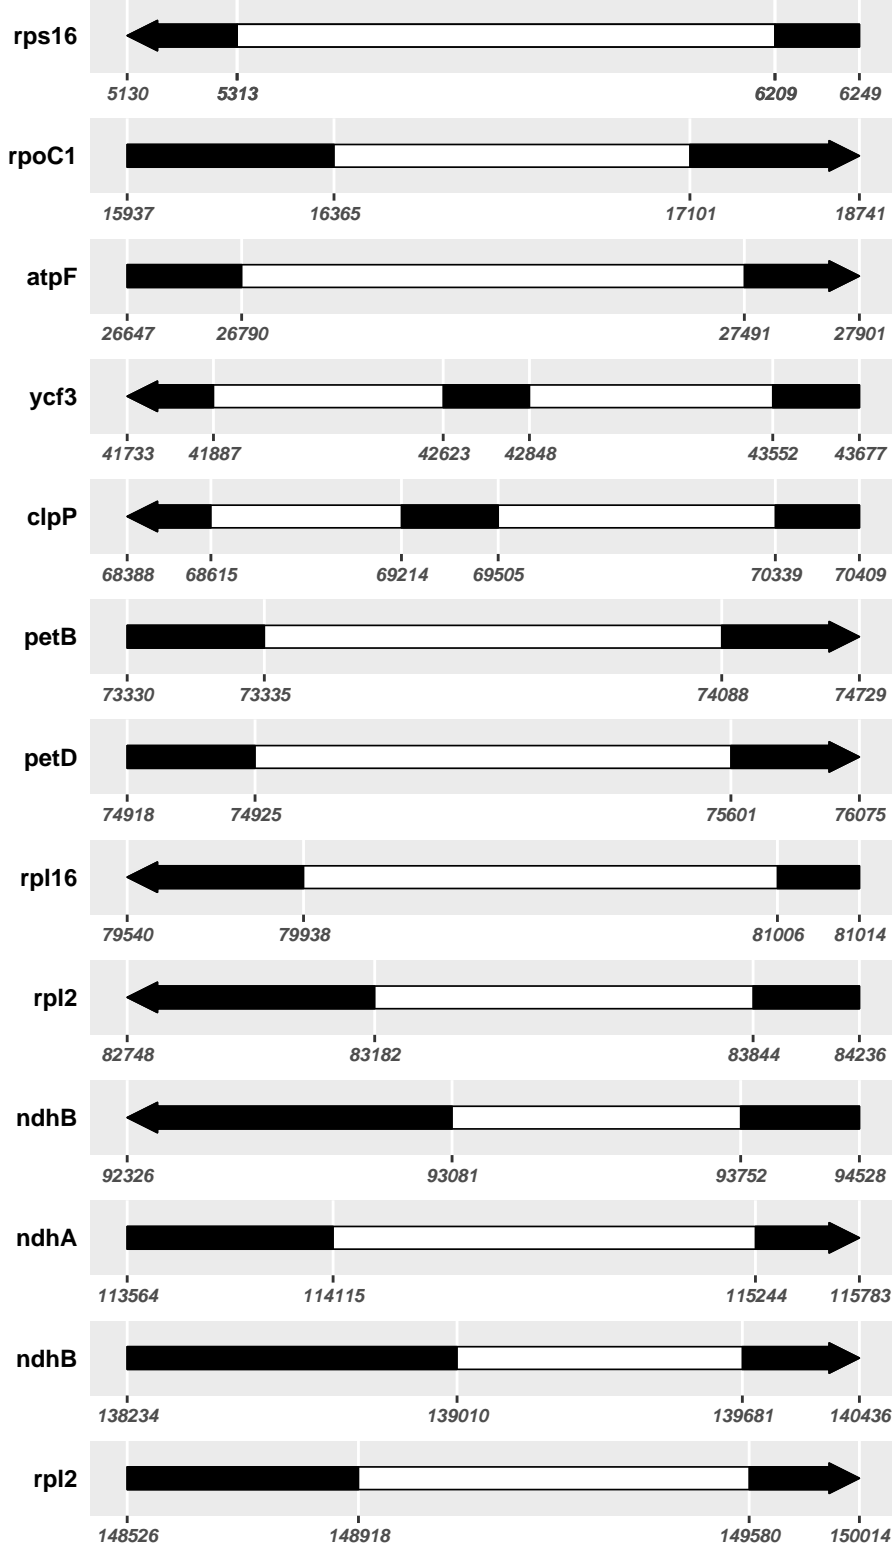 rps16
5130 5313 6209 6249
rpoC1
15937 16365 17101 18741
atpF
26647 26790 27491 27901
ycf3
41733 41887 42623 42848 43552 43677
clpP
68388 68615 69214 69505 70339 70409
petB
73330 73335 74088 74729
petD
74918 74925 75601 76075
rpl16
79540 79938 81006 81014
rpl2
82748 83182 83844 84236
ndhB
92326 93081 93752 94528
ndhA
113564 114115 115244 115783
ndhB
138234 139010 139681 140436
rpl2
148526 148918 149580 150014